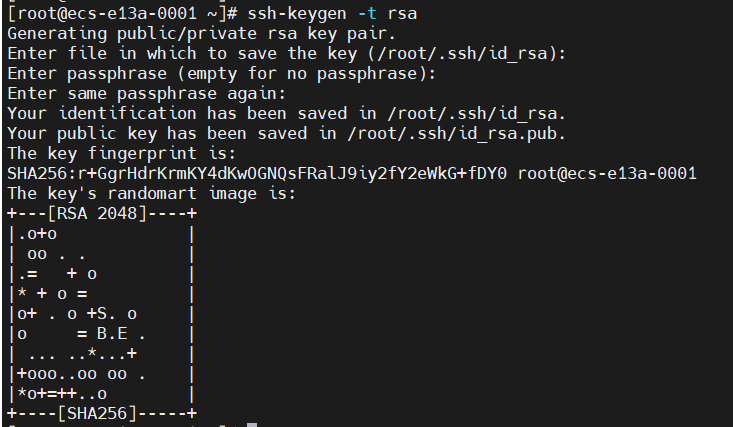 [root@ecs-e13a-0001 ~]# ssh-keygen -t rsa
Generating public/private rsa key pair.
Enter file in which to save the key (/root/.ssh/id_rsa):
Enter passphrase (empty for no passphrase):
Enter same passphrase again:
Your identification has been saved in /root/.ssh/id_rsa.
Your public key has been saved in /root/.ssh/id_rsa.pub.
The key fingerprint is:
SHA256:r+GgrHdrKrmKY4dKwOGNQsFRalJ9iy2fY2eWkG+fDY0 root@ecs-e13a-0001
The key's randomart image is:
+---[RSA 2048]----+
|.o+o             |
| oo . .          |
|.=   + o         |
|* + o =          |
|o+ . o +S. o     |
|o     = B.E .    |
| ... ..*...+     |
|+ooo..oo oo .    |
|*o+=++..o        |
+----[SHA256]-----+